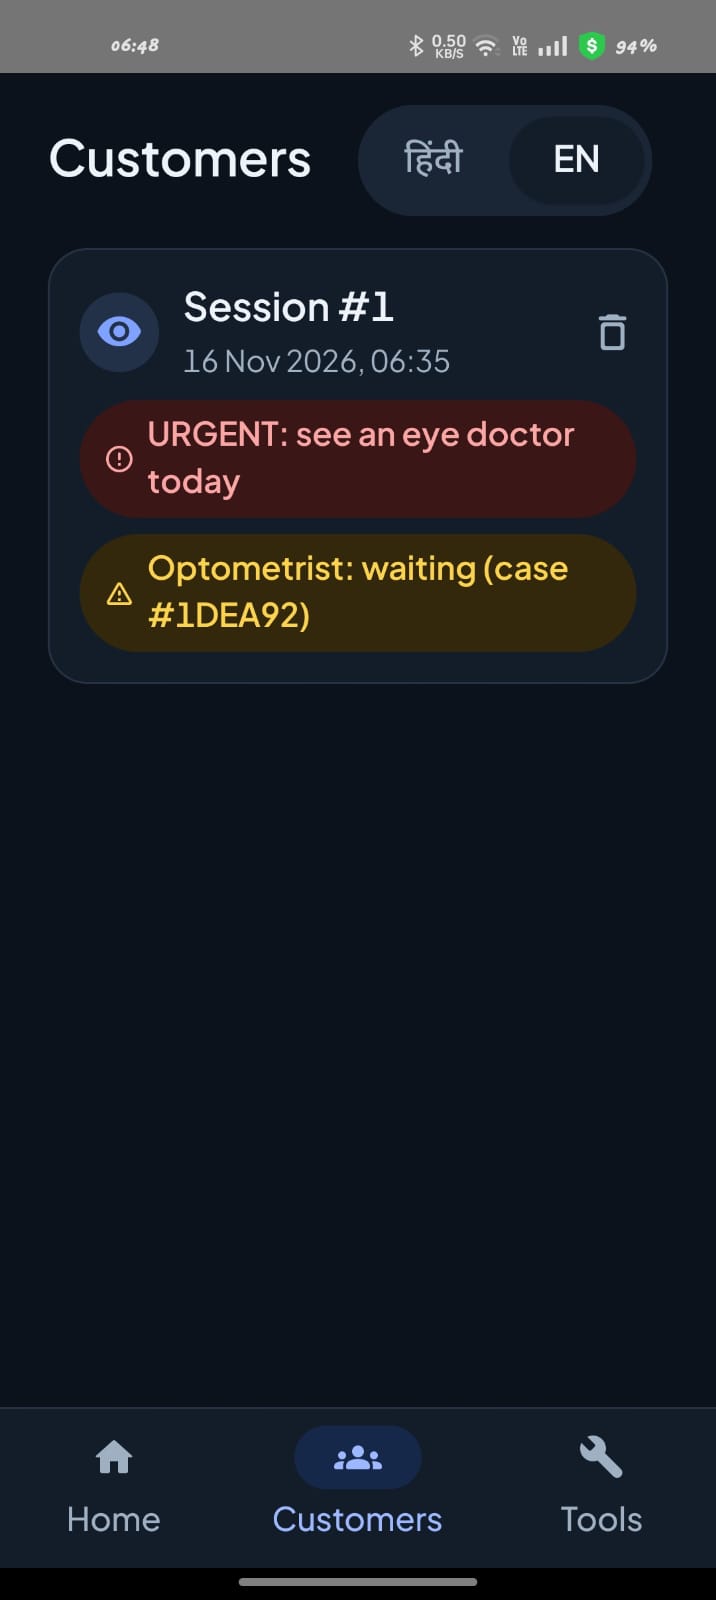 06:48
0.50
KB/S
Vo
LTE
$
94%
Customers
हिंदी
EN
Session #1
16 Nov 2026, 06:35
URGENT: see an eye doctor
today
Optometrist: waiting (case
#1DEA92)
Home
Customers
Tools